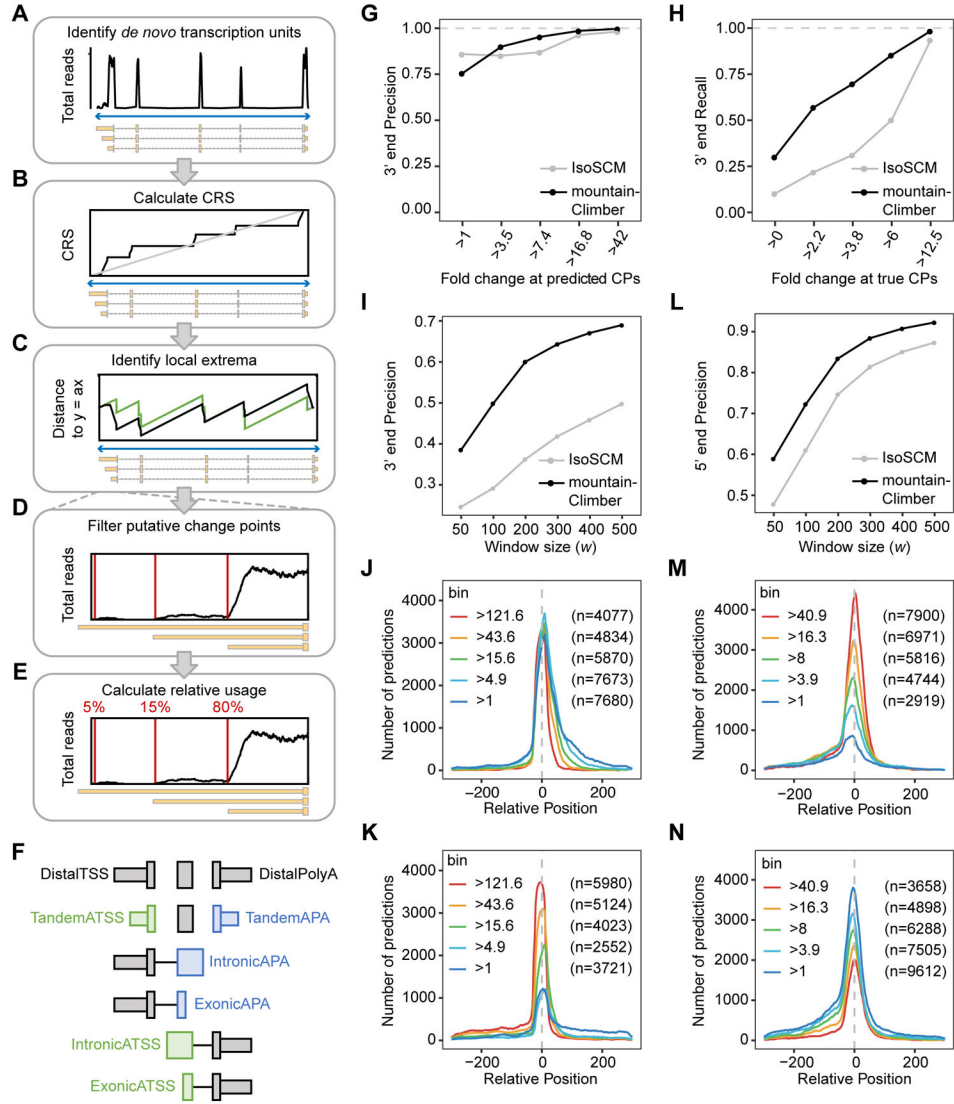 A
Identify de novo transcription units
Total reads
B
Calculate CRS
CRS
C
Identify local extrema
Distance
to y = ax
D
Filter putative change points
Total reads
E
Calculate relative usage
5% 15% 80%
Total reads
F
DistalTSS DistalPolyA
TandemATSS TandemAPA
IntronicAPA
ExonicAPA
IntronicATSS
ExonicATSS
G
3' end Precision
1.00
0.75
0.50
0.25
0.00
IsoSCM
mountain-
Climber
>1 >3.5 >7.4 >16.8 >42
Fold change at predicted CPs
H
3' end Recall
1.00
0.75
0.50
0.25
0.00
IsoSCM
mountain-
Climber
>0 >2.2 >3.8 >6 >12.5
Fold change at true CPs
I
3' end Precision
0.7
0.6
0.5
0.4
0.3
IsoSCM
mountain-
Climber
50 100 200 300 400 500
Window size (w)
L
5' end Precision
0.9
0.8
0.7
0.6
0.5
IsoSCM
mountain-
Climber
50 100 200 300 400 500
Window size (w)
J
Number of predictions
4000
3000
2000
1000
0
bin
>121.6 (n=4077)
>43.6 (n=4834)
>15.6 (n=5870)
>4.9 (n=7673)
>1 (n=7680)
−200 0 200
Relative Position
M
Number of predictions
4000
3000
2000
1000
0
bin
>40.9 (n=7900)
>16.3 (n=6971)
>8 (n=5816)
>3.9 (n=4744)
>1 (n=2919)
−200 0 200
Relative Position
K
Number of predictions
4000
3000
2000
1000
0
bin
>121.6 (n=5980)
>43.6 (n=5124)
>15.6 (n=4023)
>4.9 (n=2552)
>1 (n=3721)
−200 0 200
Relative Position
N
Number of predictions
4000
3000
2000
1000
0
bin
>40.9 (n=3658)
>16.3 (n=4898)
>8 (n=6288)
>3.9 (n=7505)
>1 (n=9612)
−200 0 200
Relative Position